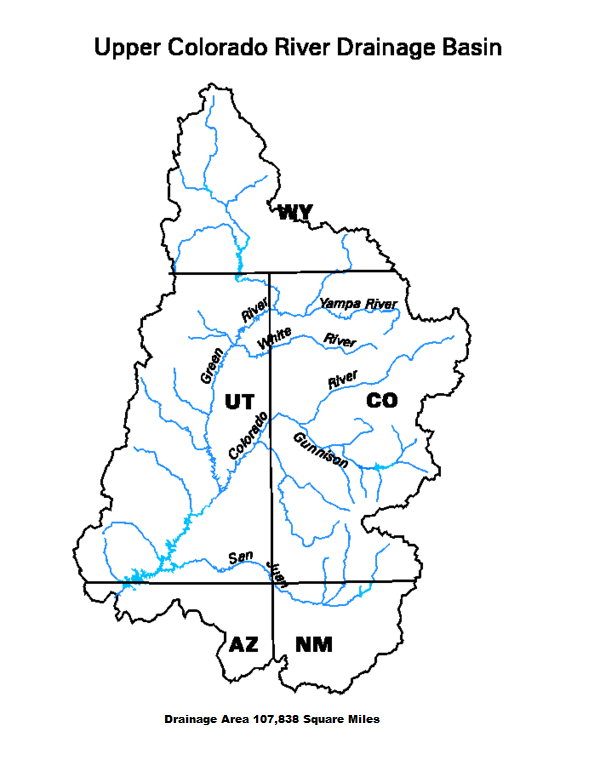 Upper Colorado River Drainage Basin
WY
River
Yampa River
White
River
Green
River
UT
CO
Colorado
Gunnison
San
Juan
AZ
NM
Drainage Area 107,838 Square Miles